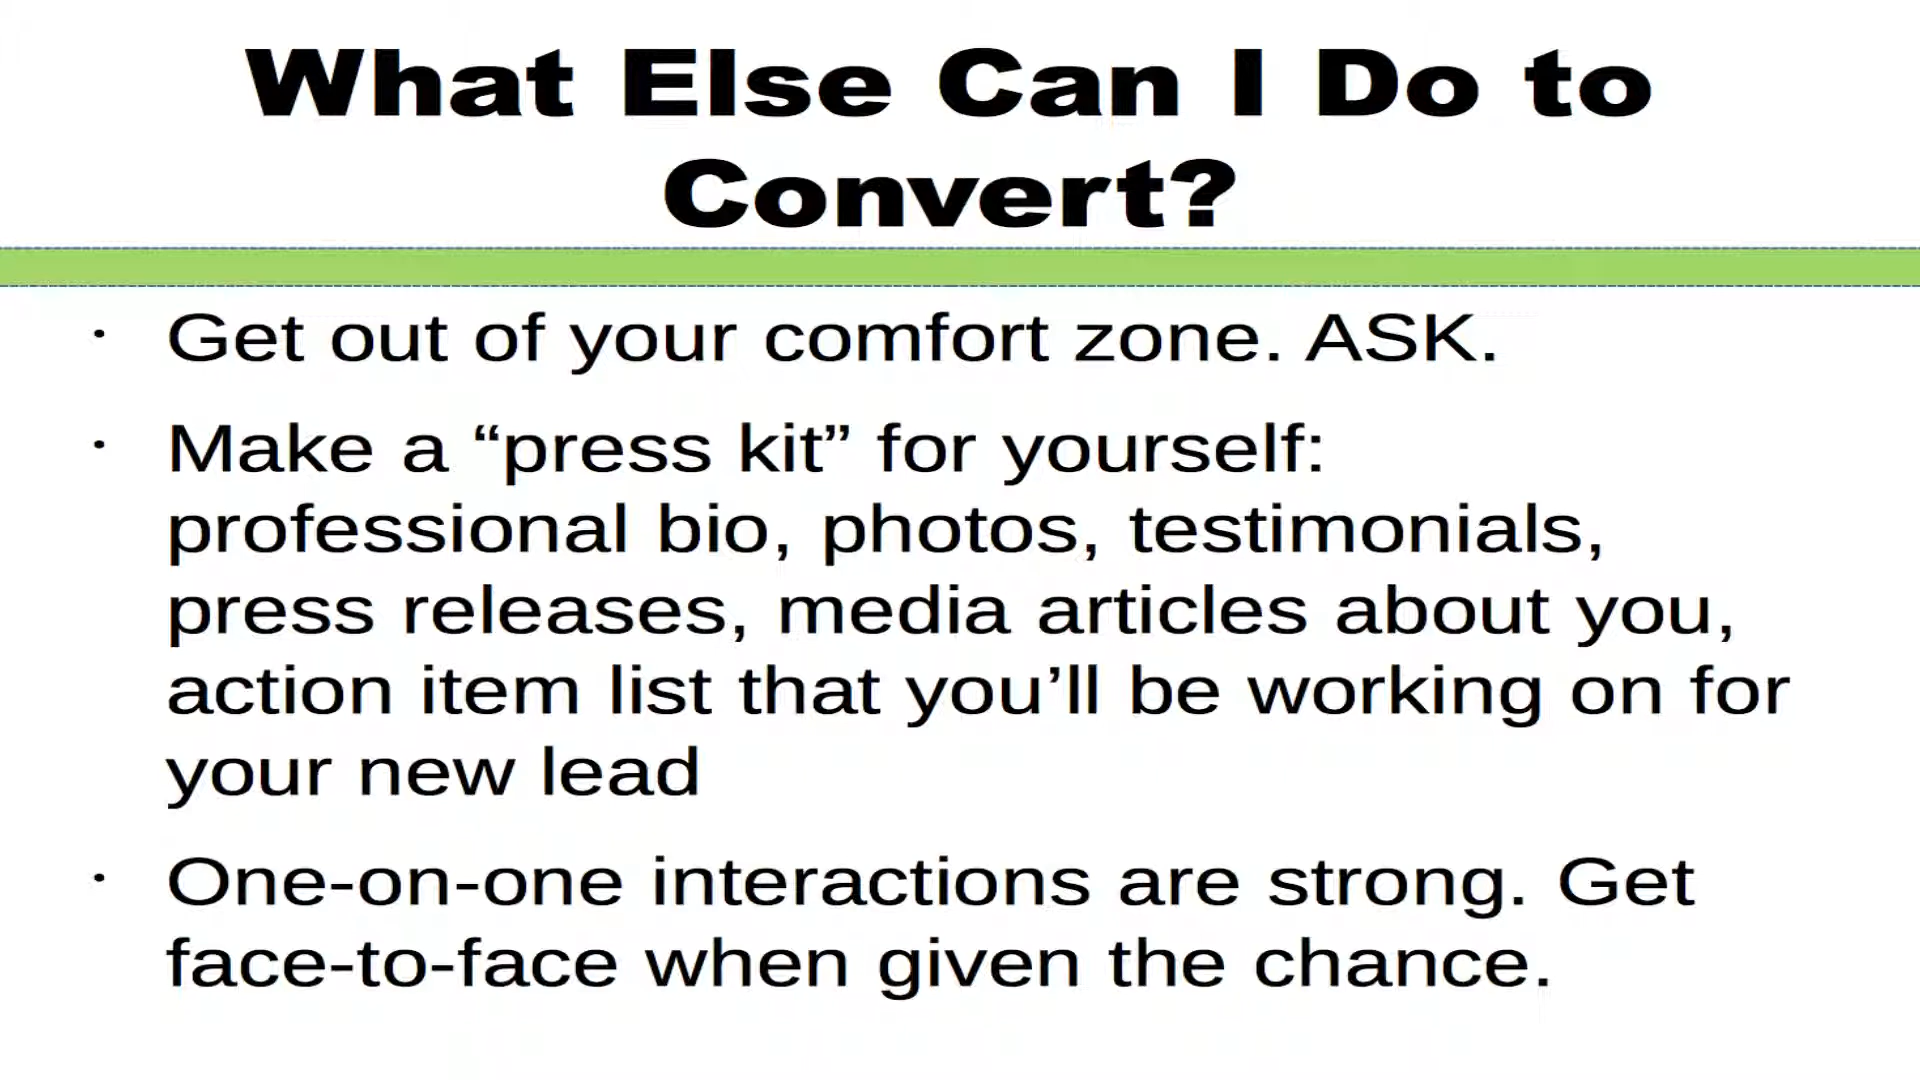 What Else Can I Do to
Convert?
· Get out of your comfort zone. ASK.
· Make a “press kit” for yourself:
professional bio, photos, testimonials,
press releases, media articles about you,
action item list that you’ll be working on for
your new lead
· One-on-one interactions are strong. Get
face-to-face when given the chance.